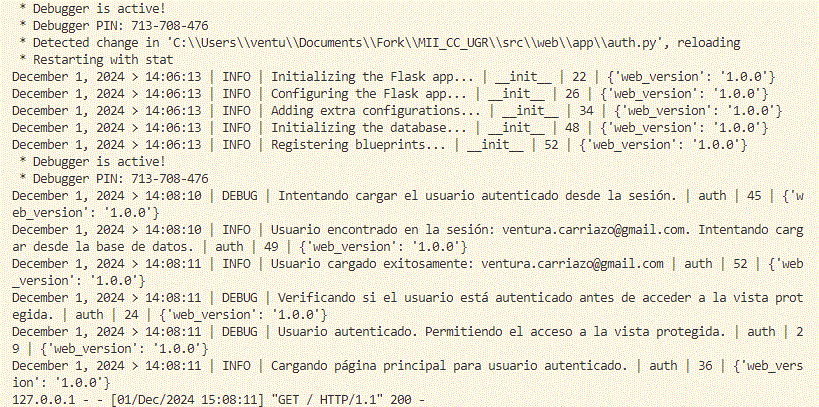 * Debugger is active!
* Debugger PIN: 713-708-476
* Detected change in 'C:\\Users\\ventu\\Documents\\Fork\\MII_CC_UGR\\src\\web\\app\\auth.py', reloading
* Restarting with stat
December 1, 2024 > 14:06:13 | INFO | Initializing the Flask app... | __init__ | 22 | {'web_version': '1.0.0'}
December 1, 2024 > 14:06:13 | INFO | Configuring the Flask app... | __init__ | 26 | {'web_version': '1.0.0'}
December 1, 2024 > 14:06:13 | INFO | Adding extra configurations... | __init__ | 34 | {'web_version': '1.0.0'}
December 1, 2024 > 14:06:13 | INFO | Initializing the database... | __init__ | 48 | {'web_version': '1.0.0'}
December 1, 2024 > 14:06:13 | INFO | Registering blueprints... | __init__ | 52 | {'web_version': '1.0.0'}
* Debugger is active!
* Debugger PIN: 713-708-476
December 1, 2024 > 14:08:10 | DEBUG | Intentando cargar el usuario autenticado desde la sesión. | auth | 45 | {'w
eb_version': '1.0.0'}
December 1, 2024 > 14:08:10 | INFO | Usuario encontrado en la sesión: ventura.carriazo@gmail.com. Intentando carg
ar desde la base de datos. | auth | 49 | {'web_version': '1.0.0'}
December 1, 2024 > 14:08:11 | INFO | Usuario cargado exitosamente: ventura.carriazo@gmail.com | auth | 52 | {'web
_version': '1.0.0'}
December 1, 2024 > 14:08:11 | DEBUG | Verificando si el usuario está autenticado antes de acceder a la vista prot
egida. | auth | 24 | {'web_version': '1.0.0'}
December 1, 2024 > 14:08:11 | DEBUG | Usuario autenticado. Permitiendo el acceso a la vista protegida. | auth | 2
9 | {'web_version': '1.0.0'}
December 1, 2024 > 14:08:11 | INFO | Cargando página principal para usuario autenticado. | auth | 36 | {'web_vers
ion': '1.0.0'}
127.0.0.1 - - [01/Dec/2024 15:08:11] "GET / HTTP/1.1" 200 -